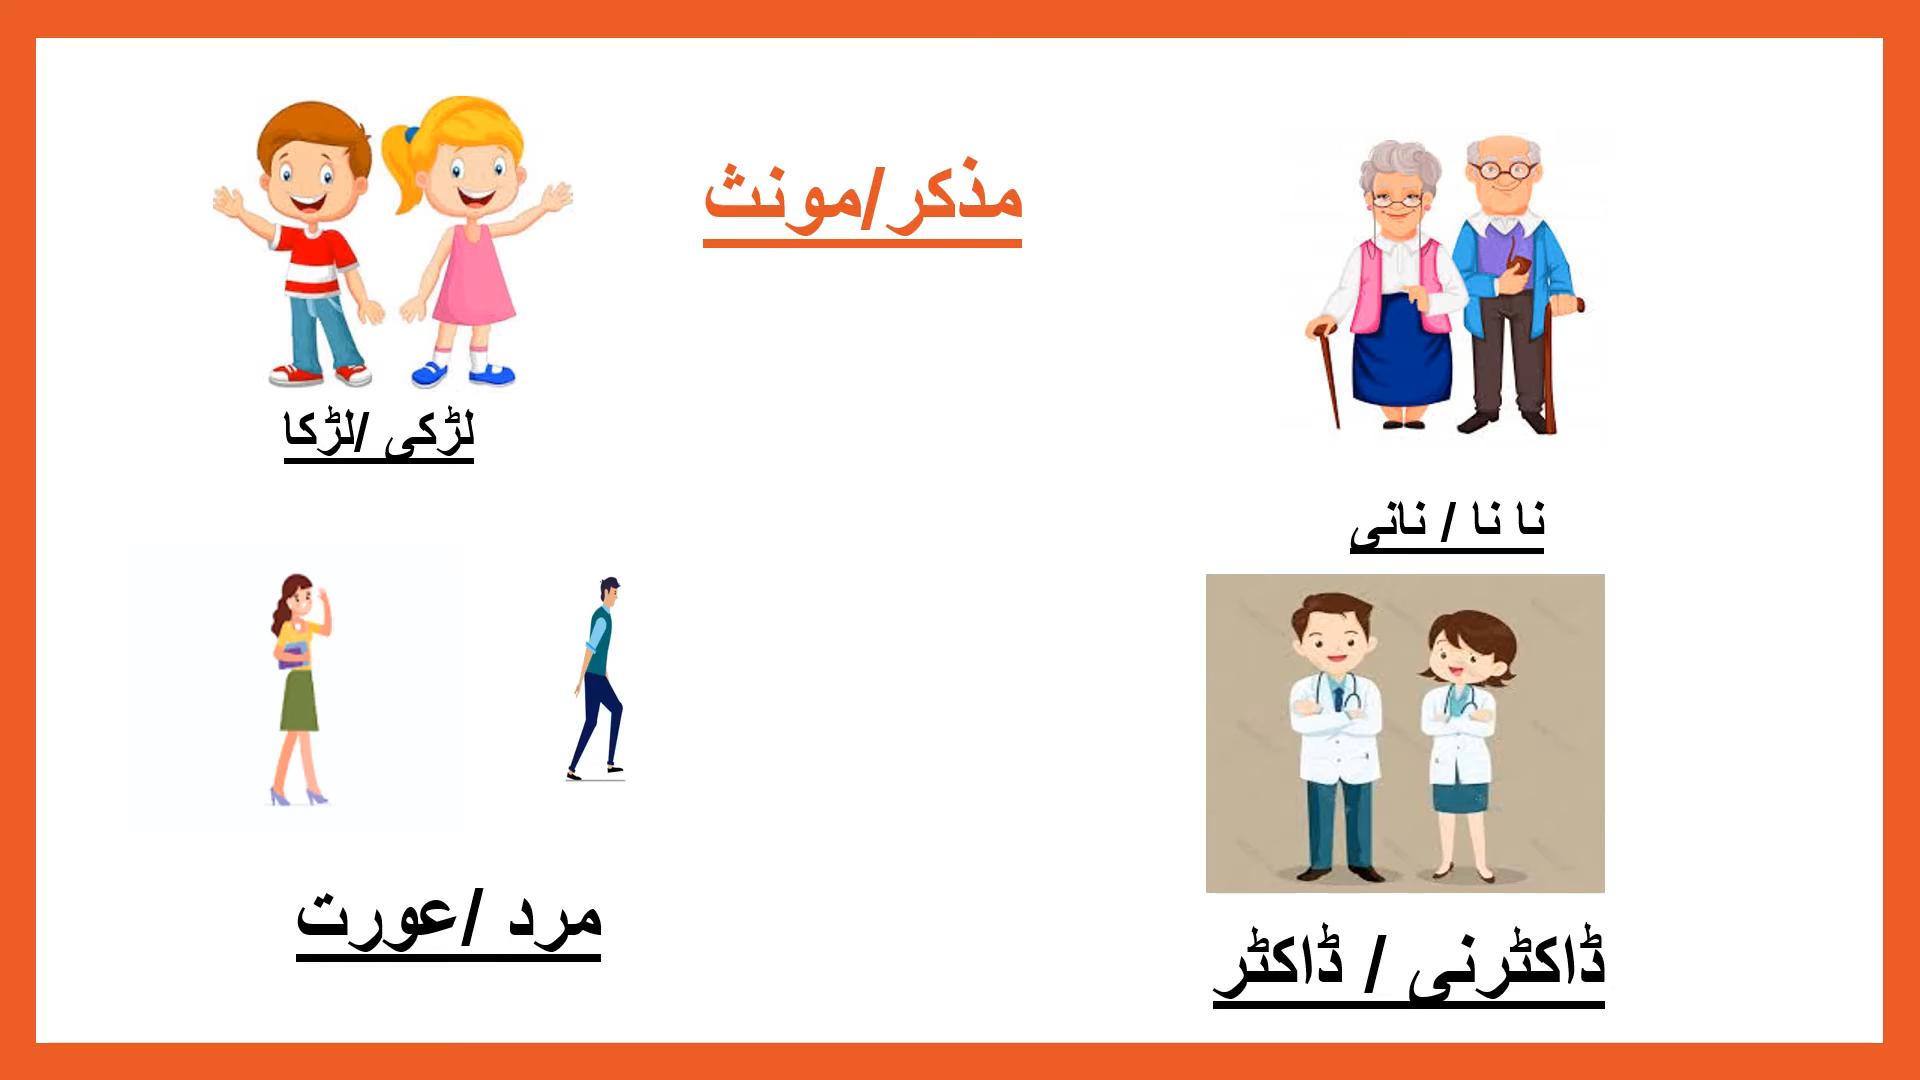 مذکر/مونث
نا نا / نانی
لڑکی /لڑکا
ڈاکٹرنی / ڈاکٹر
مرد /عورت